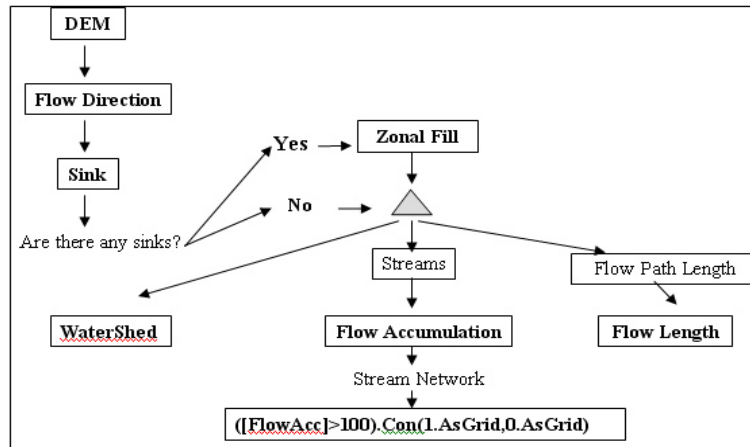 DEM
Flow Direction
Sink
Are there any sinks?
Yes
Zonal Fill
No
Streams
Flow Path Length
WaterShed
Flow Accumulation
Flow Length
Stream Network
([FlowAcc]>100).Con(1.AsGrid,0.AsGrid)